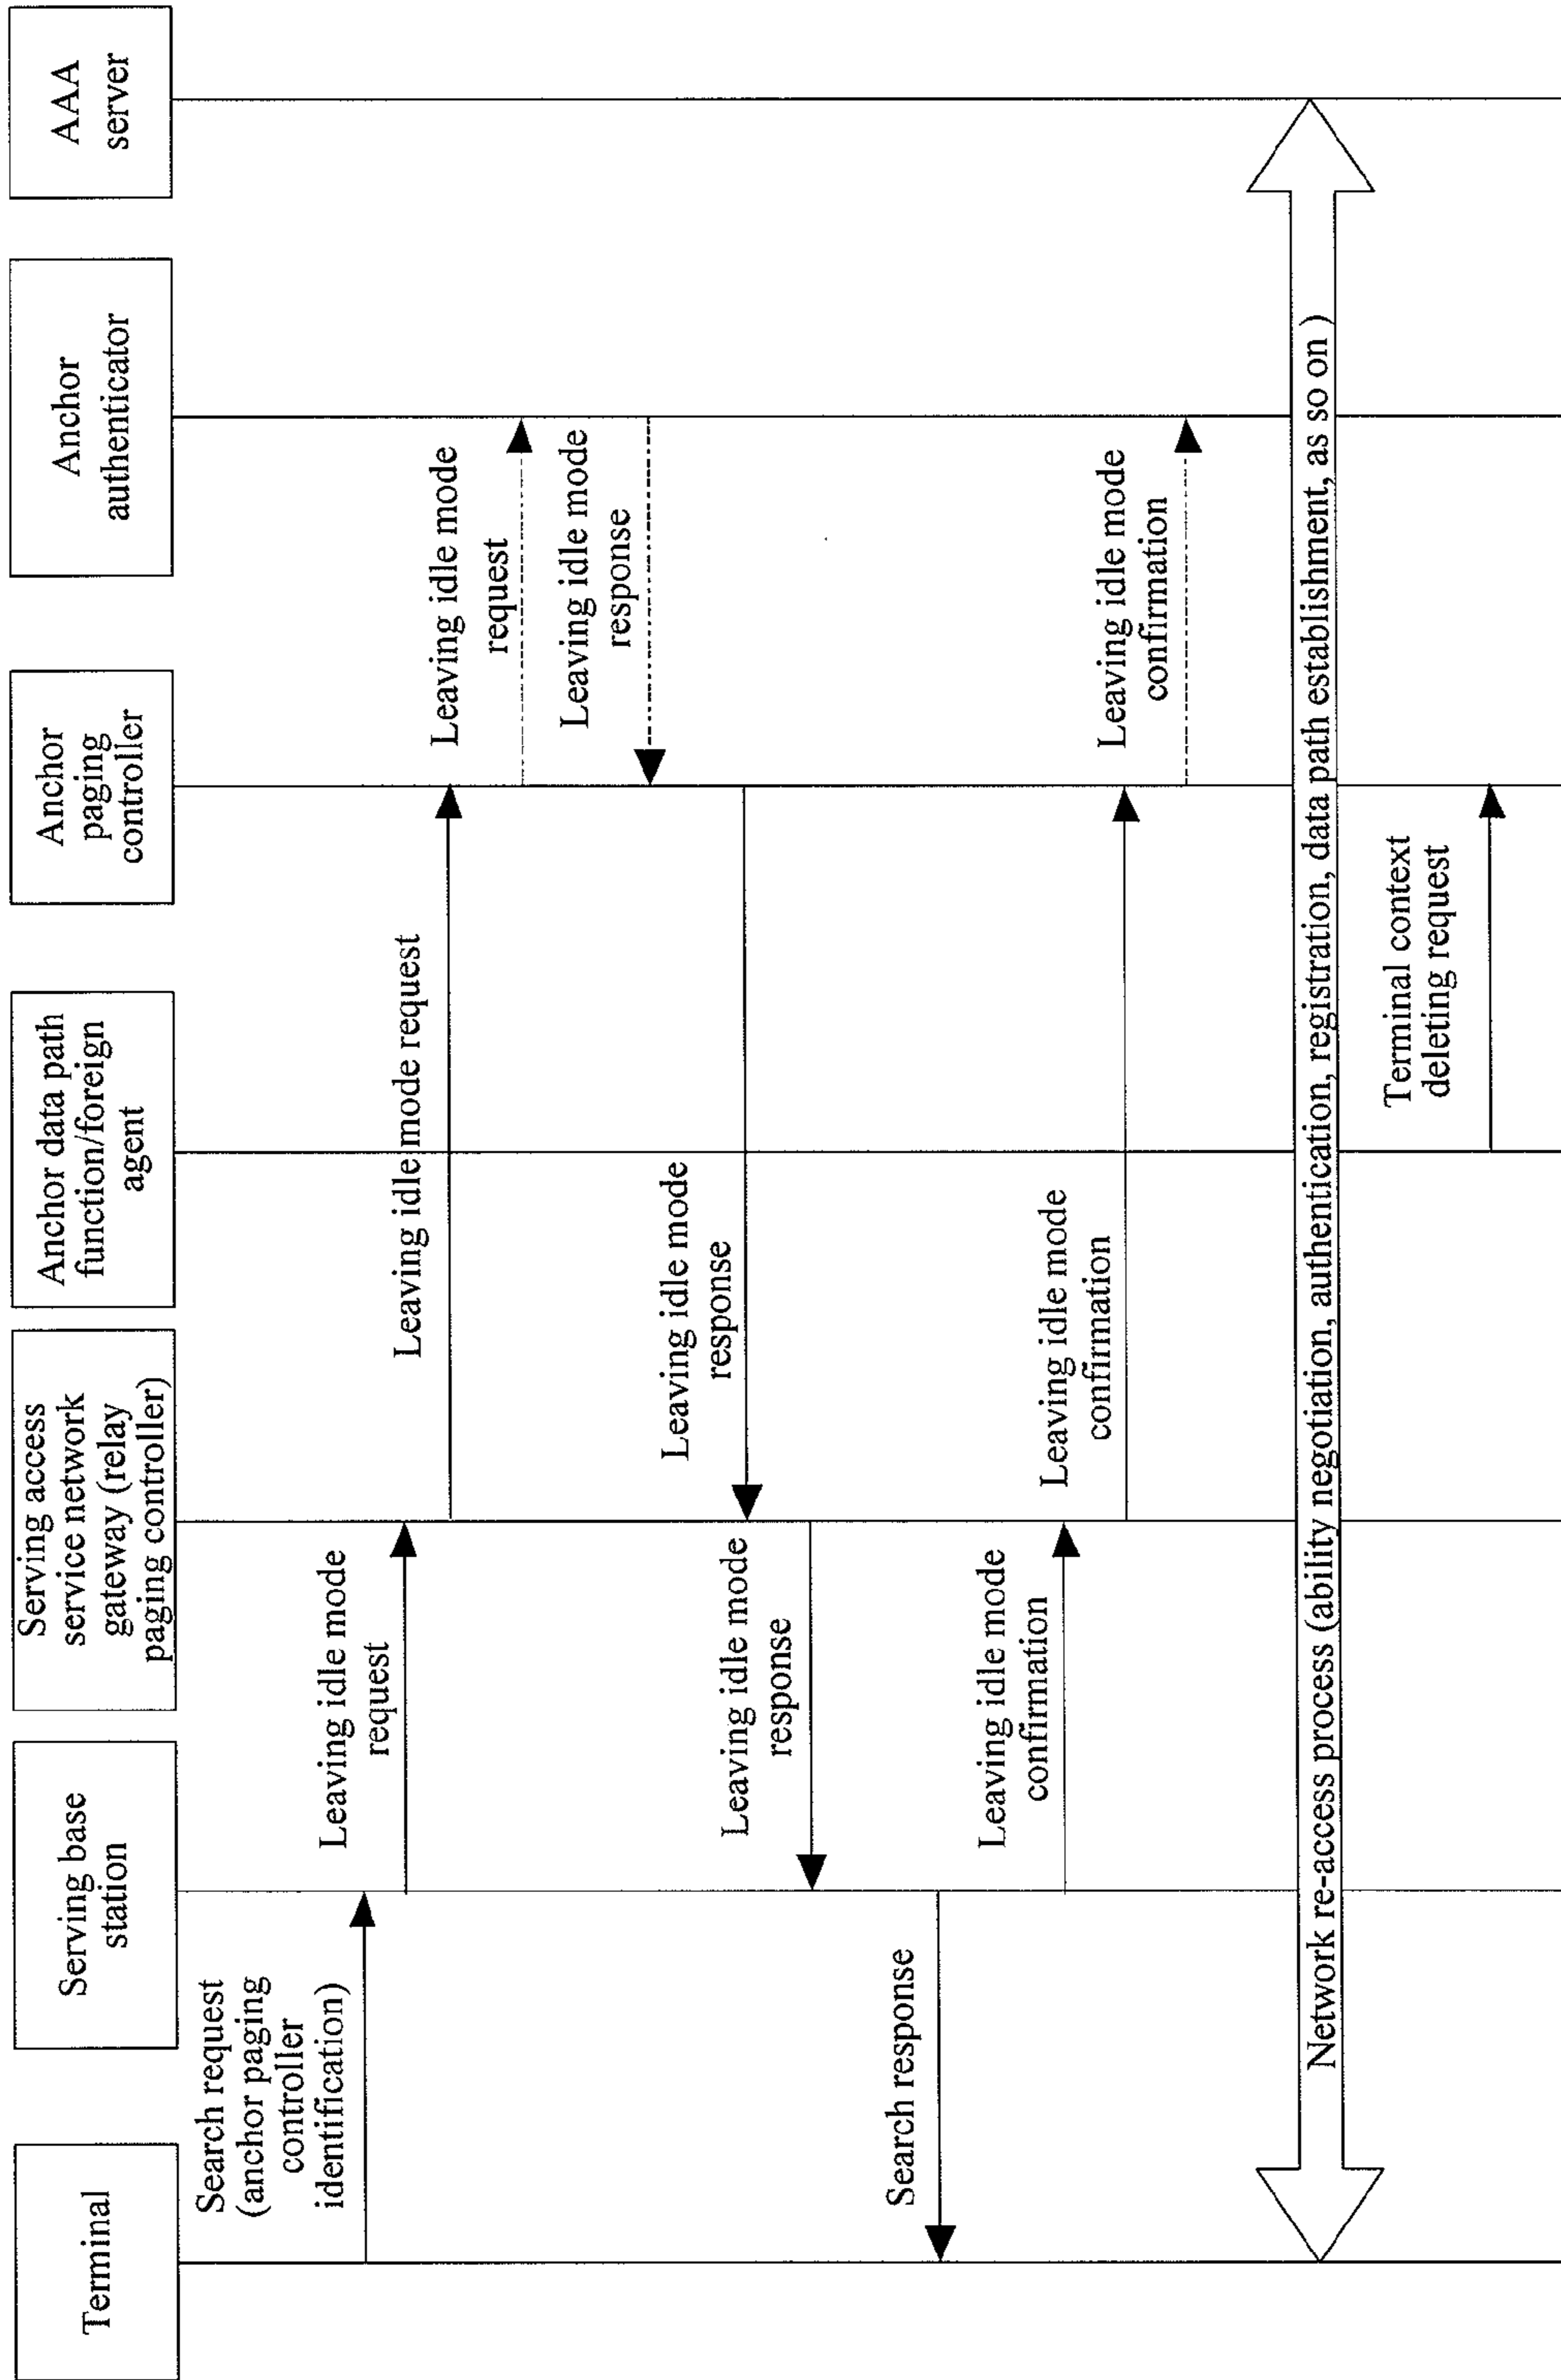 Terminal
Serving base
station
Serving access
service network
gateway (relay
paging controller)
Anchor data path
function/foreign
agent
Anchor
paging
controller
Anchor
authenticator
AAA
server
Search request
(anchor paging
controller
identification)
Leaving idle mode
request
Leaving idle mode request
Leaving idle mode
request
Leaving idle mode
response
Leaving idle mode
response
Leaving idle mode
response
Search response
Leaving idle mode
confirmation
Leaving idle mode
confirmation
Leaving idle mode
confirmation
Network re-access process (ability negotiation, authentication, registration, data path establishment, as so on )
Terminal context
deleting request